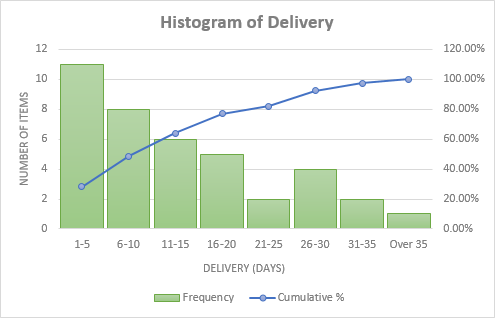 Histogram of Delivery
12 120.00%
10 100.00%
8 80.00%
6 60.00%
4 40.00%
2 20.00%
0 0.00%
NUMBER OF ITEMS
1-5 6-10 11-15 16-20 21-25 26-30 31-35 Over 35
DELIVERY (DAYS)
Frequency Cumulative %